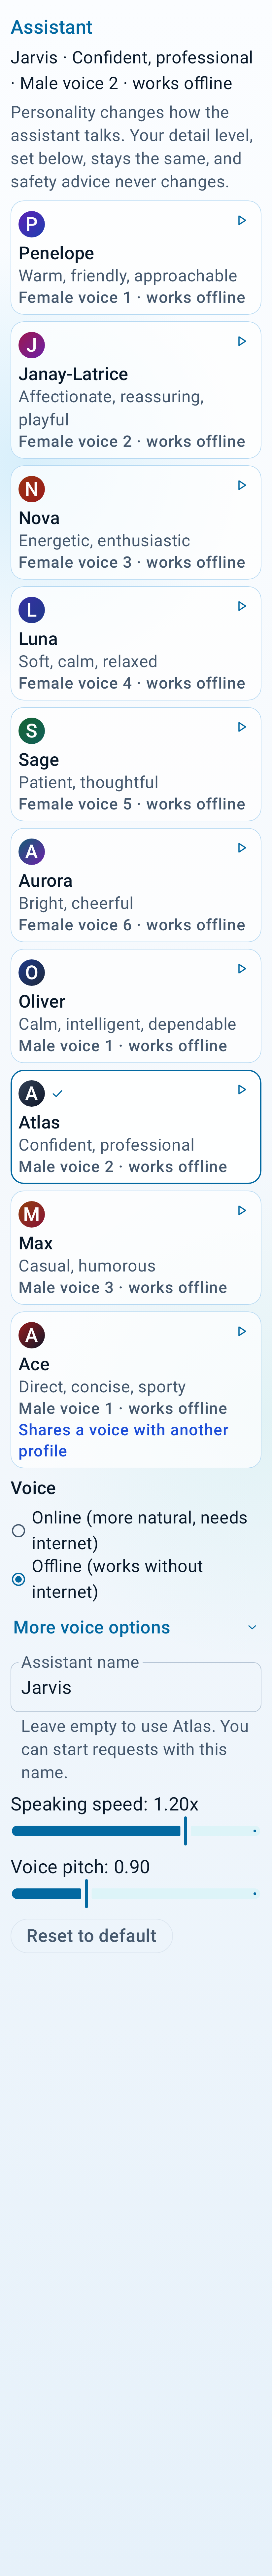 Assistant
Jarvis · Confident, professional
· Male voice 2 · works offline
Personality changes how the
assistant talks. Your detail level,
set below, stays the same, and
safety advice never changes.
P
Penelope
Warm, friendly, approachable
Female voice 1 · works offline
J
Janay-Latrice
Affectionate, reassuring,
playful
Female voice 2 · works offline
N
Nova
Energetic, enthusiastic
Female voice 3 · works offline
L
Luna
Soft, calm, relaxed
Female voice 4 · works offline
S
Sage
Patient, thoughtful
Female voice 5 · works offline
A
Aurora
Bright, cheerful
Female voice 6 · works offline
O
Oliver
Calm, intelligent, dependable
Male voice 1 · works offline
A
Atlas
Confident, professional
Male voice 2 · works offline
M
Max
Casual, humorous
Male voice 3 · works offline
A
Ace
Direct, concise, sporty
Male voice 1 · works offline
Shares a voice with another
profile
Voice
Online (more natural, needs
internet)
Offline (works without
internet)
More voice options
Assistant name
Jarvis
Leave empty to use Atlas. You
can start requests with this
name.
Speaking speed: 1.20x
Voice pitch: 0.90
Reset to default